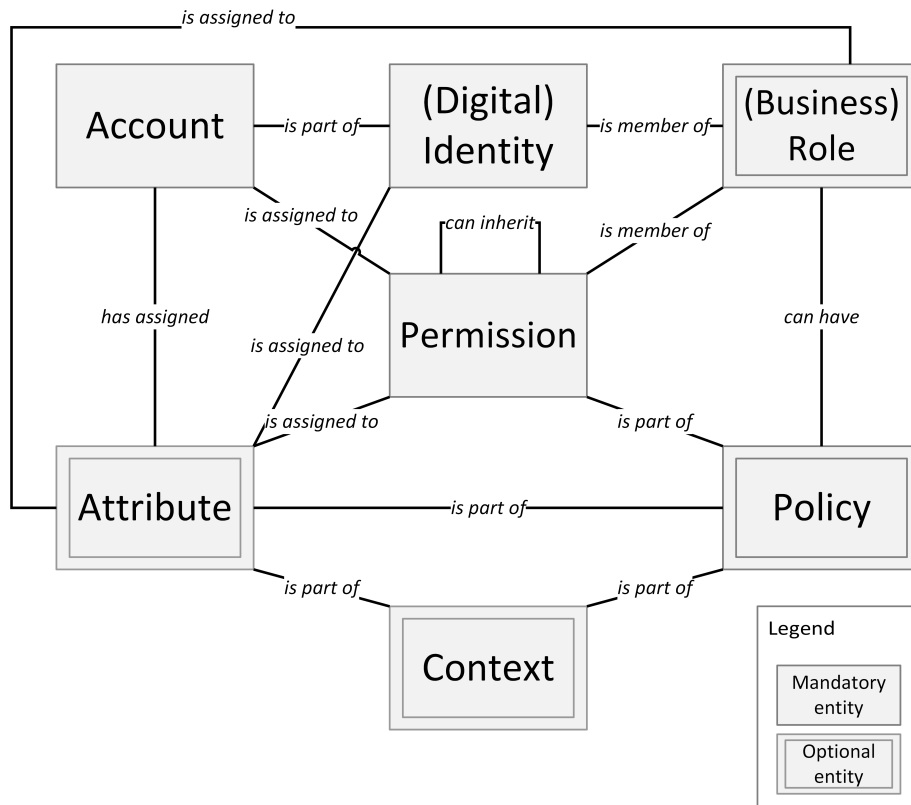 is assigned to
Account
is part of
(Digital)
Identity
is member of
(Business)
Role
is assigned to
can inherit
is member of
has assigned
is assigned to
Permission
can have
is assigned to
is part of
Attribute
is part of
Policy
is part of
is part of
Context
Legend
Mandatory
entity
Optional
entity